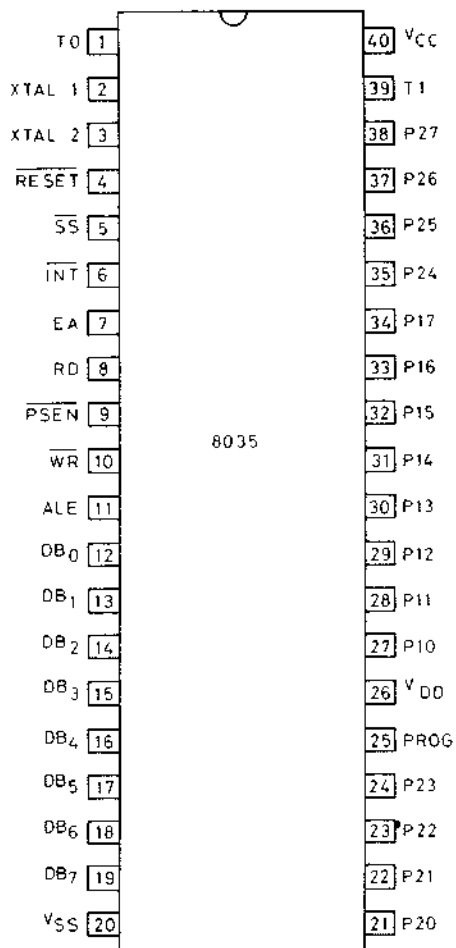 T0 1
XTAL 1 2
XTAL 2 3
RESET 4
SS 5
INT 6
EA 7
RD 8
PSEN 9
WR 10
ALE 11
DB0 12
DB1 13
DB2 14
DB3 15
DB4 16
DB5 17
DB6 18
DB7 19
VSS 20
8035
40 VCC
39 T1
38 P27
37 P26
36 P25
35 P24
34 P17
33 P16
32 P15
31 P14
30 P13
29 P12
28 P11
27 P10
26 VDD
25 PROG
24 P23
23 P22
22 P21
21 P20